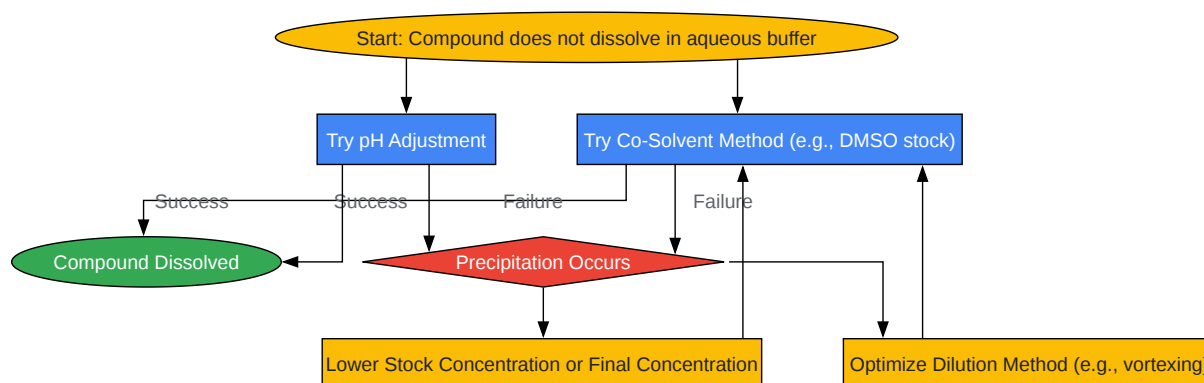 Start: Compound does not dissolve in aqueous buffer
Try pH Adjustment
Try Co-Solvent Method (e.g., DMSO stock)
Success
Success
Failure
Failure
Compound Dissolved
Precipitation Occurs
Lower Stock Concentration or Final Concentration
Optimize Dilution Method (e.g., vortexing)